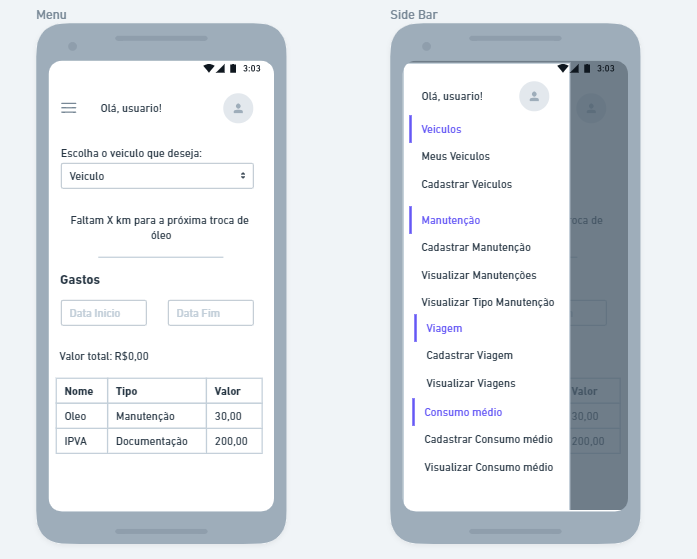 Menu
3:03
Olá, usuario!
Escolha o veiculo que deseja:
Veiculo
Faltam X km para a próxima troca de
óleo
Gastos
Data Inicio
Data Fim
Valor total: R$0,00
Nome Tipo Valor
Oleo Manutenção 30,00
IPVA Documentação 200,00
Side Bar
3:03
Olá, usuario!
Veiculos
Meus Veiculos
Cadastrar Veiculos
Manutenção
Cadastrar Manutenção
Visualizar Manutenções
Visualizar Tipo Manutenção
Viagem
Cadastrar Viagem
Visualizar Viagens
Consumo médio
Cadastrar Consumo médio
Visualizar Consumo médio
roca de
Valor
30,00
200,00